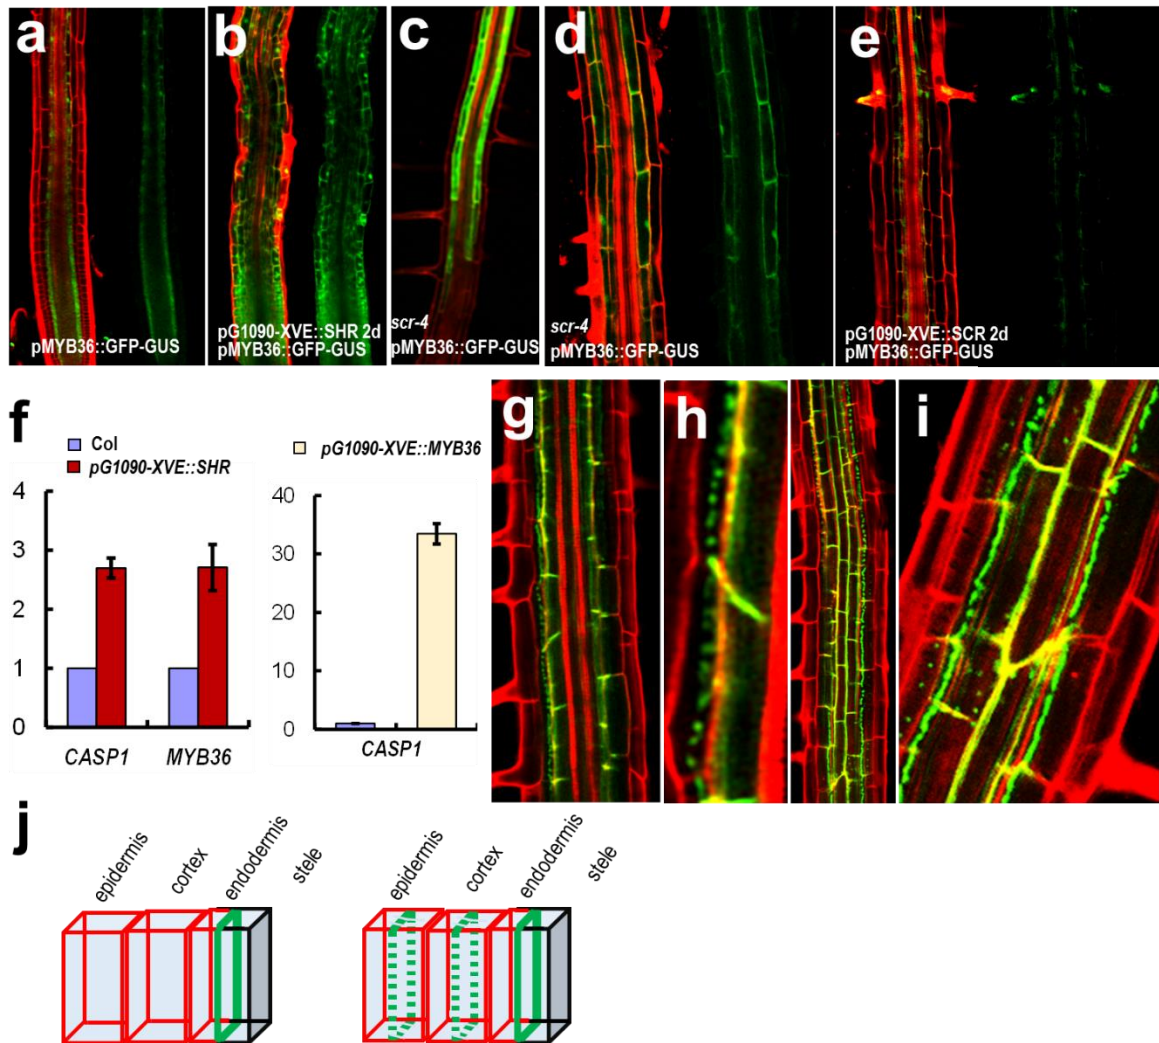 a
b
c
d
e
pMYB36::GFP-GUS
pG1090-XVE::SHR 2d
pMYB36::GFP-GUS
scr-4
pMYB36::GFP-GUS
scr-4
pMYB36::GFP-GUS
pG1090-XVE::SCR 2d
pMYB36::GFP-GUS
f
Col
pG1090-XVE::SHR
4
3
2
1
0
CASP1
MYB36
pG1090-XVE::MYB36
40
30
20
10
0
CASP1
g
h
i
j
epidermis
cortex
endodermis
stele
epidermis
cortex
endodermis
stele